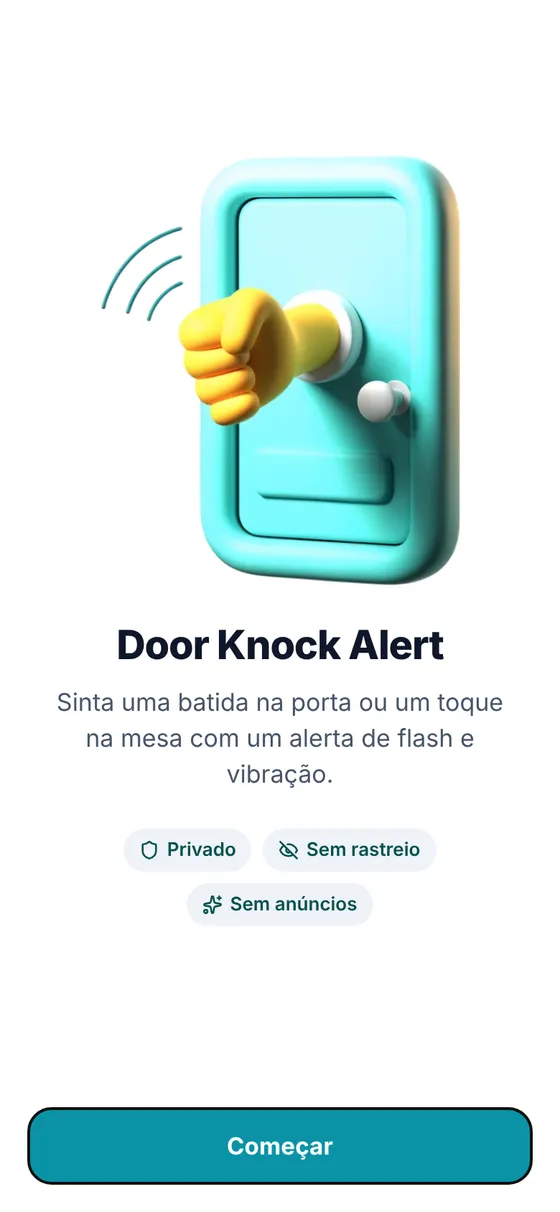 Door Knock Alert
Sinta uma batida na porta ou um toque
na mesa com um alerta de flash e
vibração.
Privado
Sem rastreio
Sem anúncios
Começar